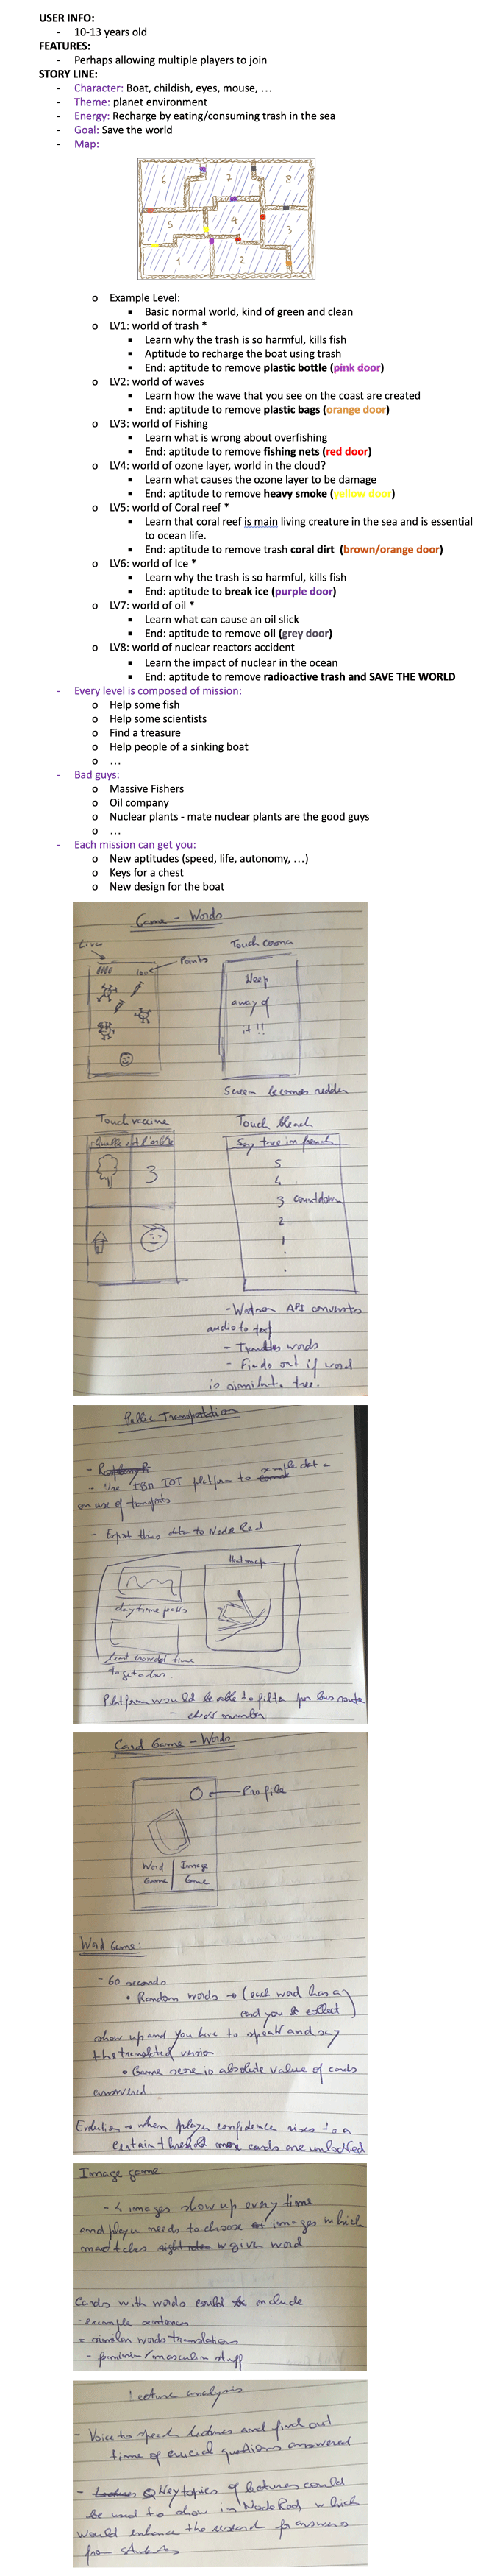 USER INFO:
- 10-13 years old
FEATURES:
- Perhaps allowing multiple players to join
STORY LINE:
- Character: Boat, childish, eyes, mouse, …
- Theme: planet environment
- Energy: Recharge by eating/consuming trash in the sea
- Goal: Save the world
- Map:
6 7 8
5 4 3
1 2
o Example Level:
▪ Basic normal world, kind of green and clean
o LV1: world of trash *
▪ Learn why the trash is so harmful, kills fish
▪ Aptitude to recharge the boat using trash
▪ End: aptitude to remove plastic bottle (pink door)
o LV2: world of waves
▪ Learn how the wave that you see on the coast are created
▪ End: aptitude to remove plastic bags (orange door)
o LV3: world of Fishing
▪ Learn what is wrong about overfishing
▪ End: aptitude to remove fishing nets (red door)
o LV4: world of ozone layer, world in the cloud?
▪ Learn what causes the ozone layer to be damage
▪ End: aptitude to remove heavy smoke (yellow door)
o LV5: world of Coral reef *
▪ Learn that coral reef is main living creature in the sea and is essential
to ocean life.
▪ End: aptitude to remove trash coral dirt (brown/orange door)
o LV6: world of Ice *
▪ Learn why the trash is so harmful, kills fish
▪ End: aptitude to break ice (purple door)
o LV7: world of oil *
▪ Learn what can cause an oil slick
▪ End: aptitude to remove oil (grey door)
o LV8: world of nuclear reactors accident
▪ Learn the impact of nuclear in the ocean
▪ End: aptitude to remove radioactive trash and SAVE THE WORLD
- Every level is composed of mission:
o Help some fish
o Help some scientists
o Find a treasure
o Help people of a sinking boat
o …
- Bad guys:
o Massive Fishers
o Oil company
o Nuclear plants - mate nuclear plants are the good guys
o …
- Each mission can get you:
o New aptitudes (speed, life, autonomy, …)
o Keys for a chest
o New design for the boat
Game - Words
Lives
Points
100
Touch corona
Keep
away of
it!!
Screen becomes redder
Touch vaccine
Quelle est l'arbre
3
Touch bleach
Say tree in french
5
4
3 countdown
2
1
- Watson API converts
audio to text
- Translates words
- Finds out if word
is similar to tree.
Public Transportation
- Use IBM IOT platform to sample data
on use of
- Export this data to Node Red
heatmap
day time peaks
least crowded time
to get a bus.
Platform would be able to filter for bus route
- number
Card Game - Words
Profile
Word Image
Game Game
Word Game:
- 60 seconds
• Random words → (each word has a
card you collect)
show up and you have to speak and say
the translated version
• Game score is absolute value of cards
answered
Evolution → when player confidence rises to a
certain threshold more cards are unlocked
Image game:
- 4 images show up every time
and player needs to choose images which
matches given word
Cards with words could include
- example sentences
- similar words translations
- feminine/masculine stuff
Lecture analysis
- Voice to speech lectures and find out
time of crucial questions answered
- Key topics of lectures could
be used to show in Node Red which
would enhance the research for answers
from students